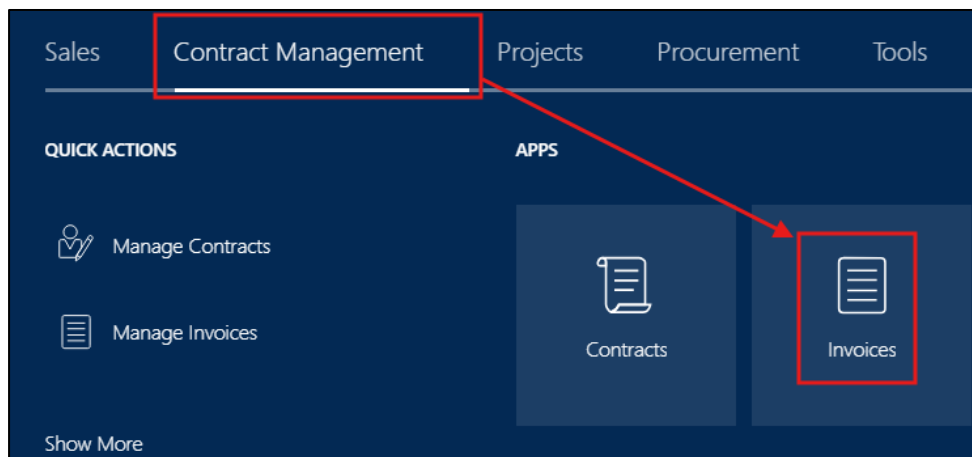 Sales Contract Management Projects Procurement Tools
QUICK ACTIONS
Manage Contracts
Manage Invoices
Show More
APPS
Contracts
Invoices